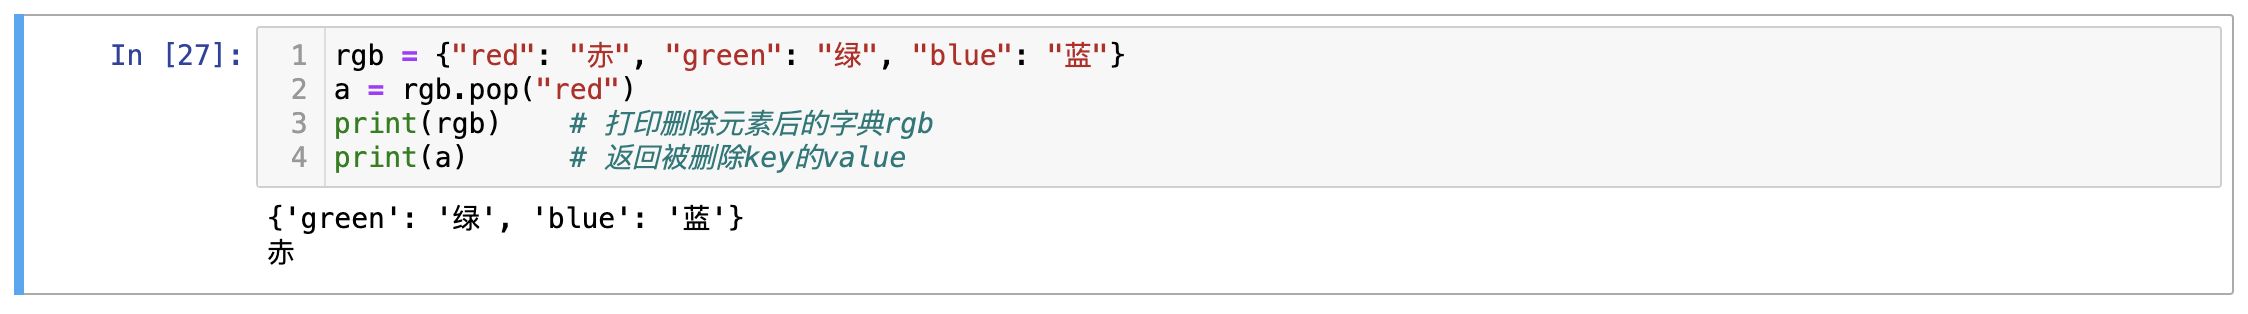 In [27]:
1 rgb = {"red": "赤", "green": "绿", "blue": "蓝"}
2 a = rgb.pop("red")
3 print(rgb)    # 打印删除元素后的字典rgb
4 print(a)      # 返回被删除key的value
{'green': '绿', 'blue': '蓝'}
赤